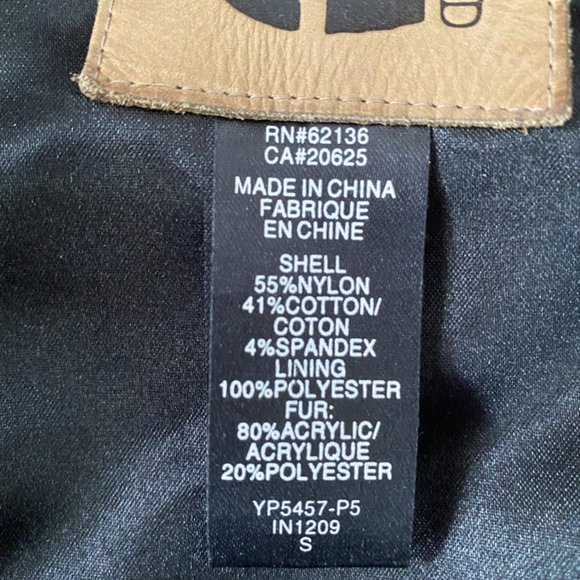 RN#62136
CA#20625
MADE IN CHINA
FABRIQUE
EN CHINE
SHELL
55%NYLON
41%COTTON/
COTON
4%SPANDEX
LINING
100%POLYESTER
FUR:
80%ACRYLIC/
ACRYLIQUE
20%POLYESTER
YP5457-P5
IN1209
S